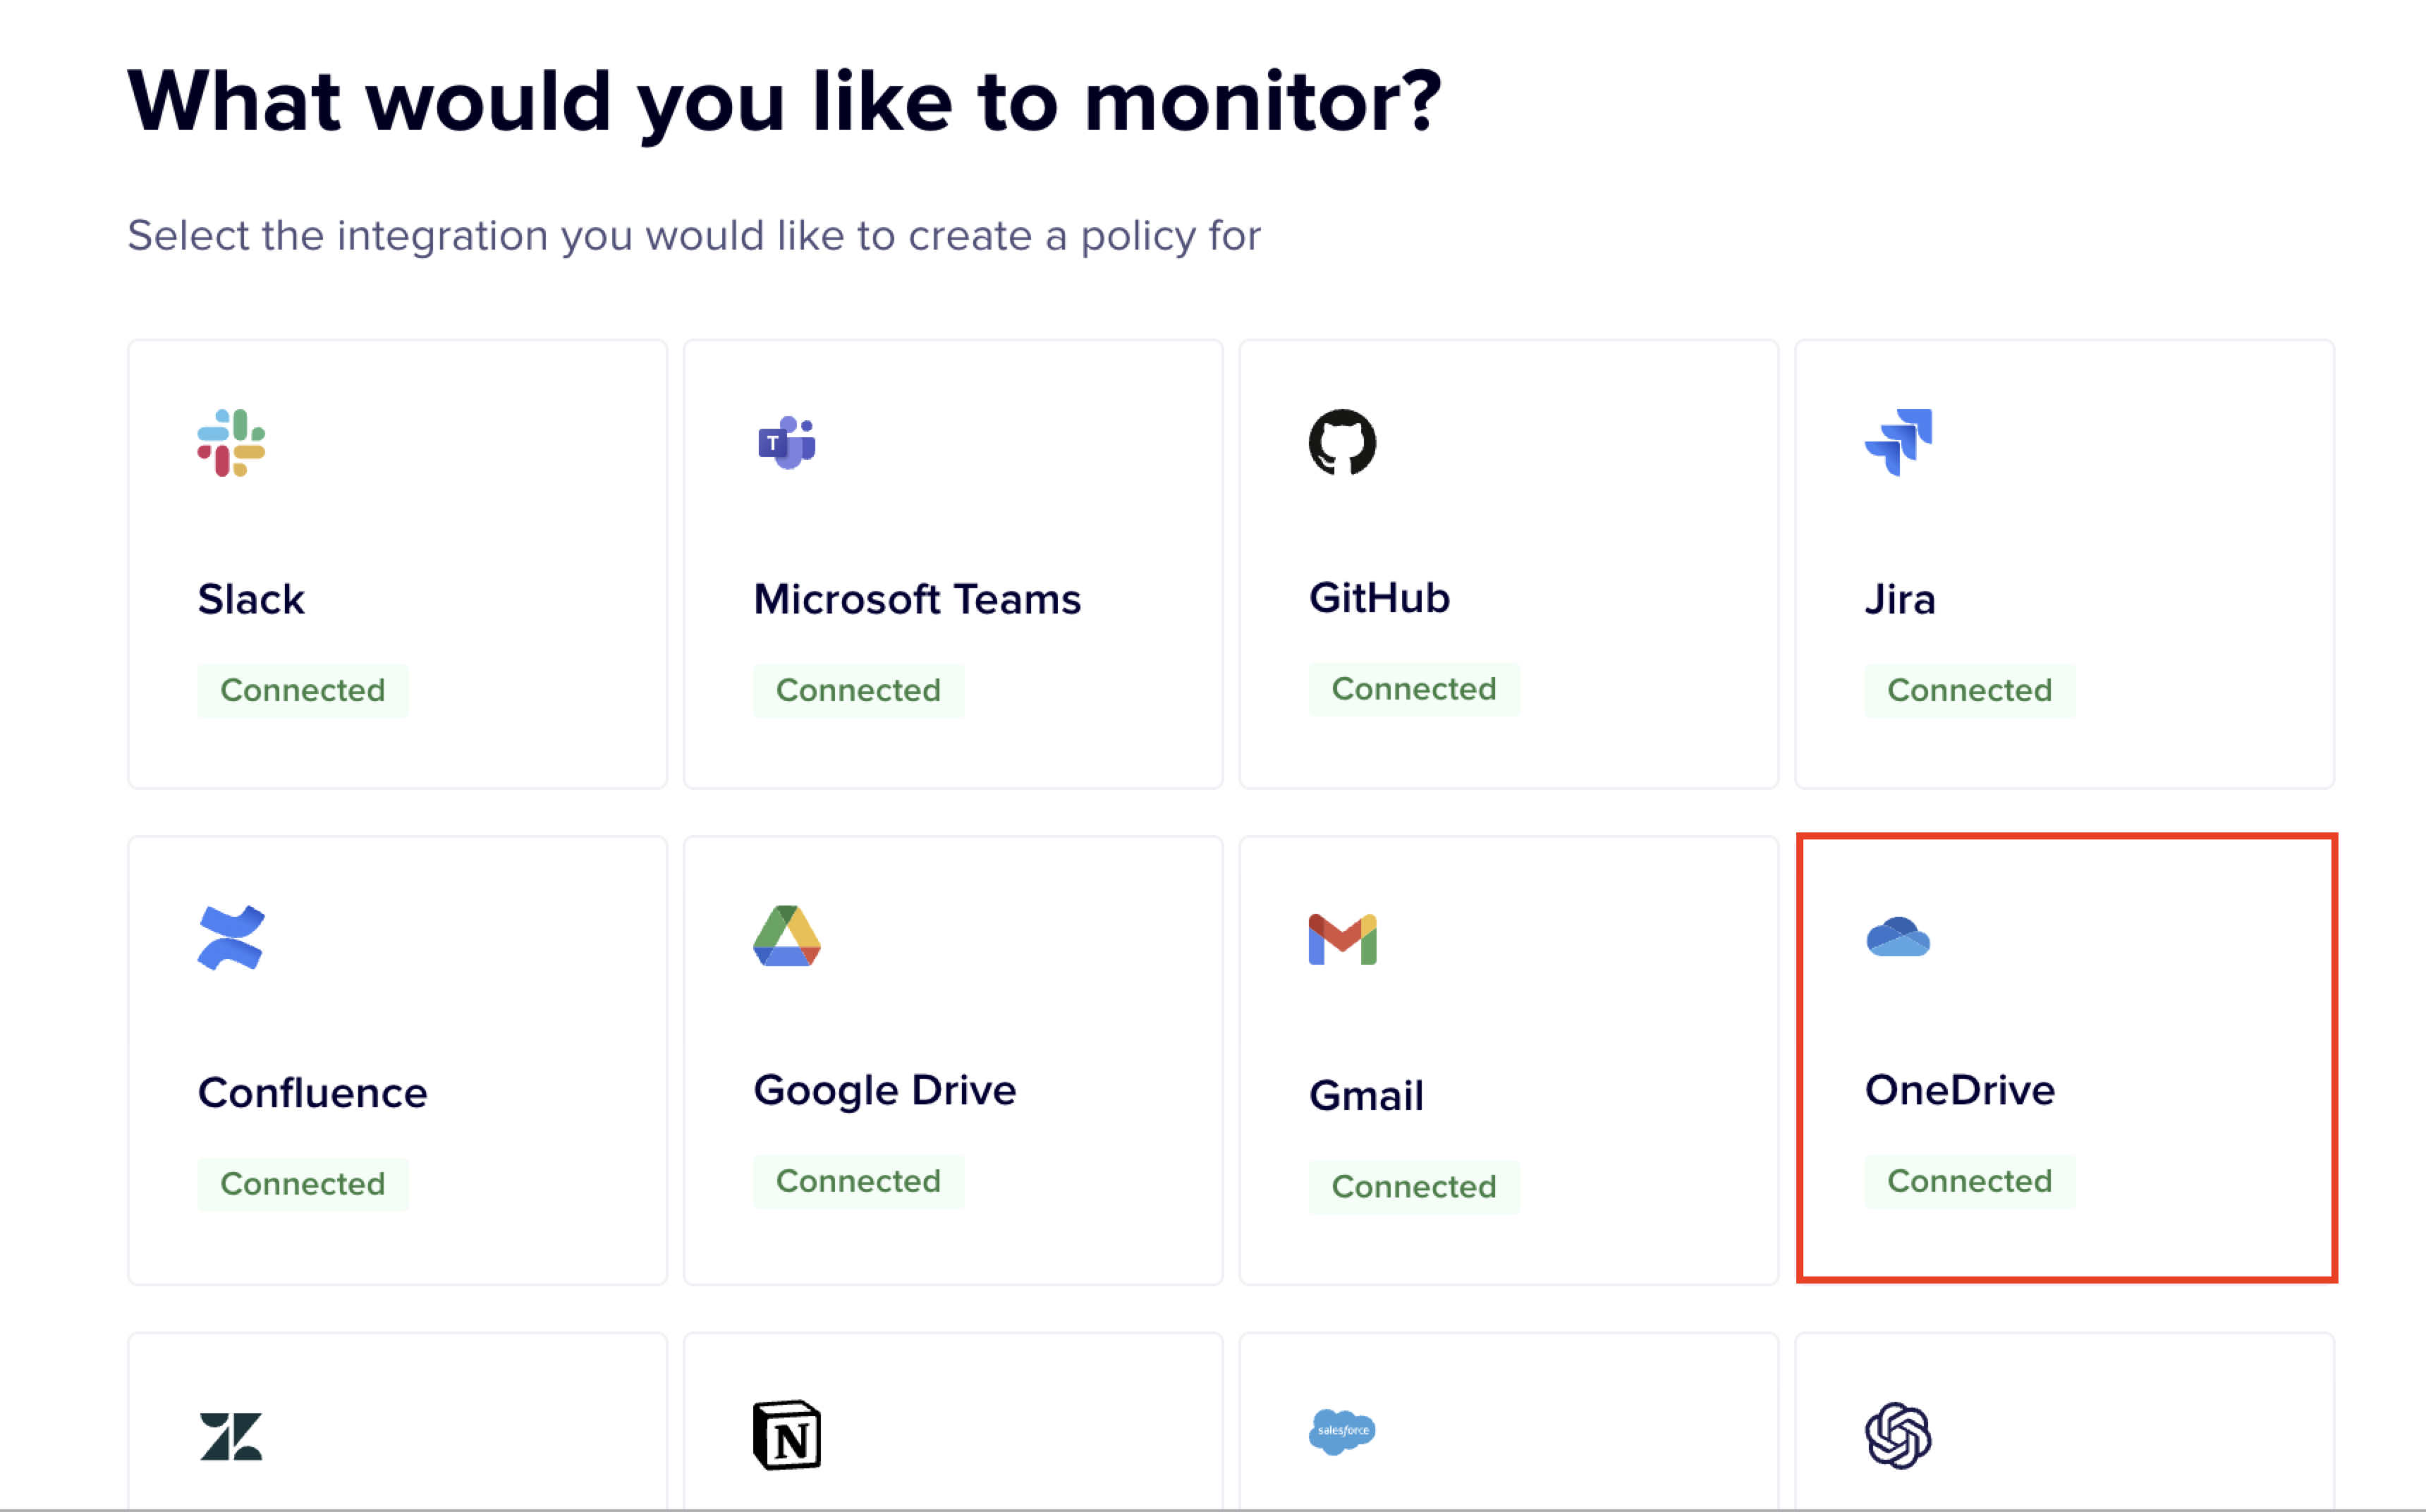 What would you like to monitor?
Select the integration you would like to create a policy for
T
Slack
Connected
Microsoft Teams
Connected
GitHub
Connected
Jira
Connected
Confluence
Connected
Google Drive
Connected
Gmail
Connected
OneDrive
Connected
N
salesforce